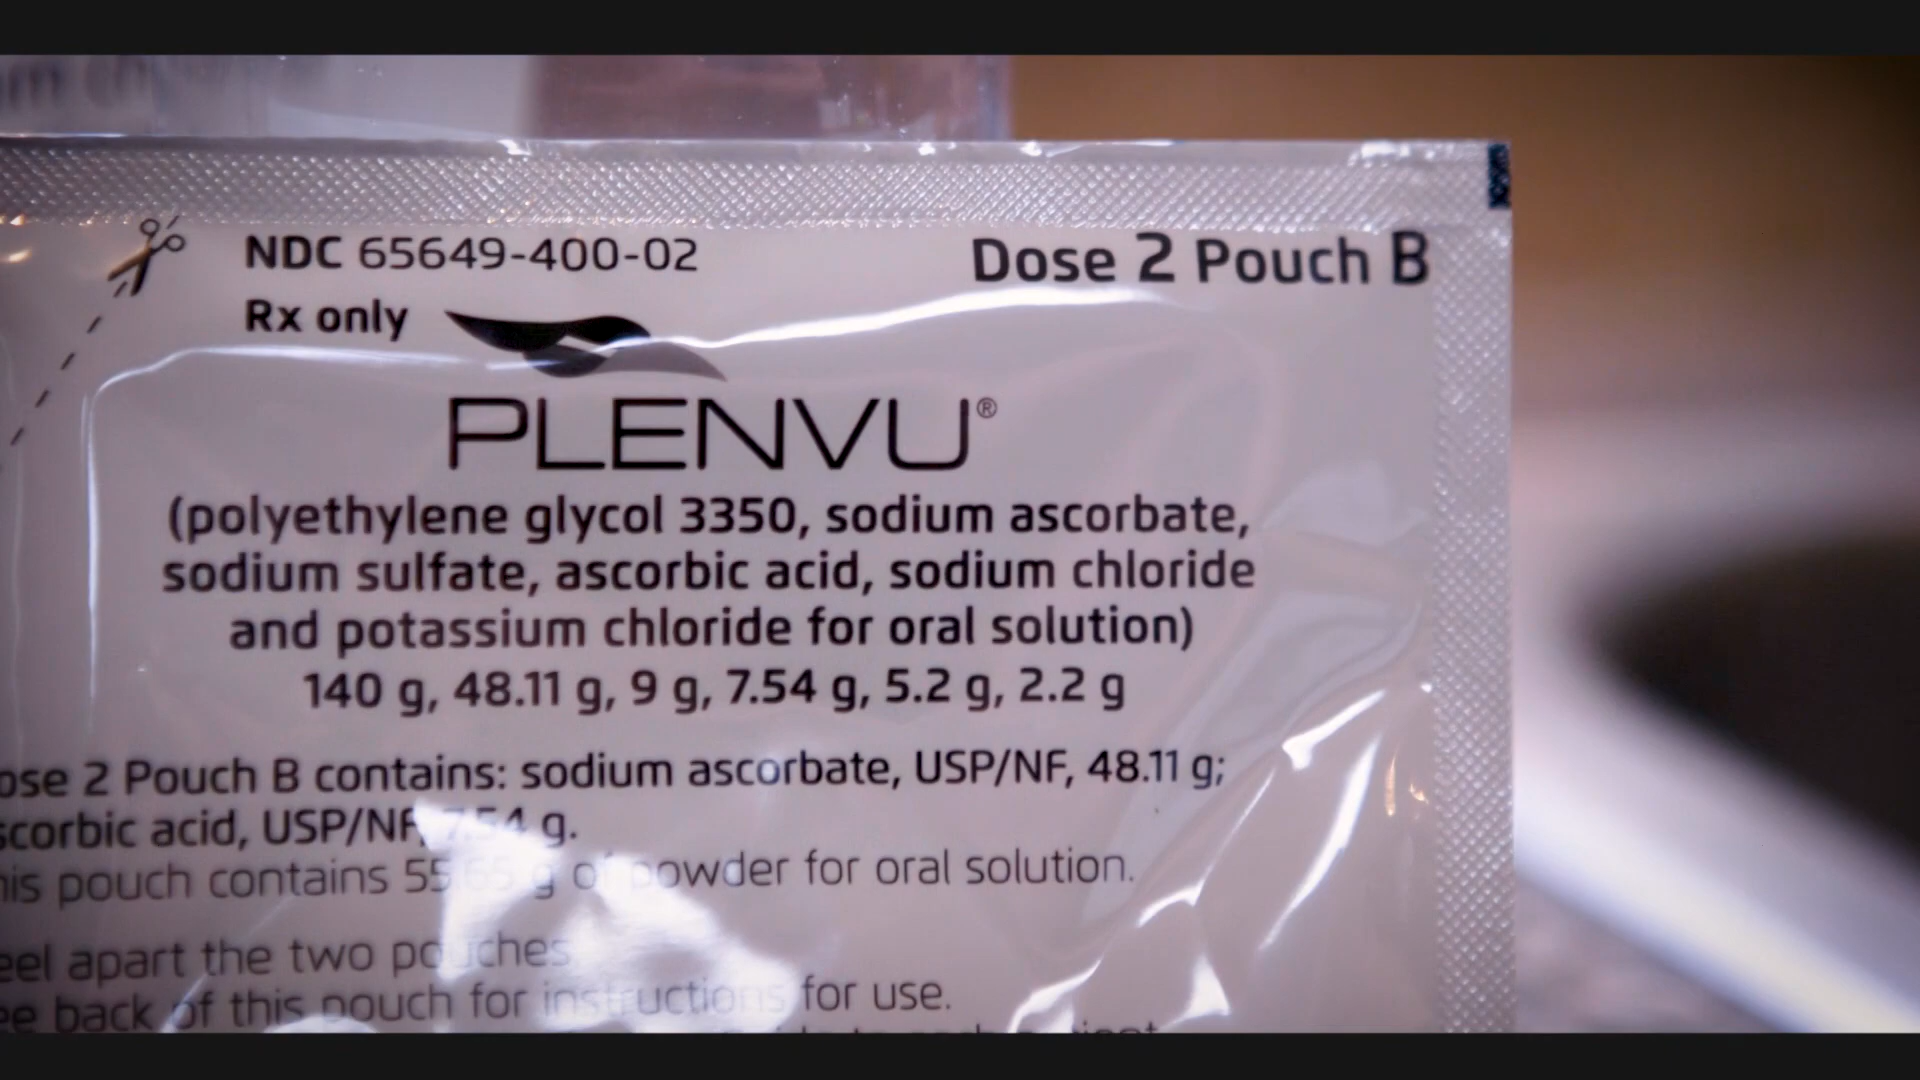 NDC 65649-400-02
Dose 2 Pouch B
Rx only
PLENVU®
(polyethylene glycol 3350, sodium ascorbate,
sodium sulfate, ascorbic acid, sodium chloride
and potassium chloride for oral solution)
140 g, 48.11 g, 9 g, 7.54 g, 5.2 g, 2.2 g
ose 2 Pouch B contains: sodium ascorbate, USP/NF, 48.11 g;
scorbic acid, USP/NF, 7.54 g.
his pouch contains 55.65 g of powder for oral solution.
eel apart the two pouches
ee back of this pouch for instructions for use.